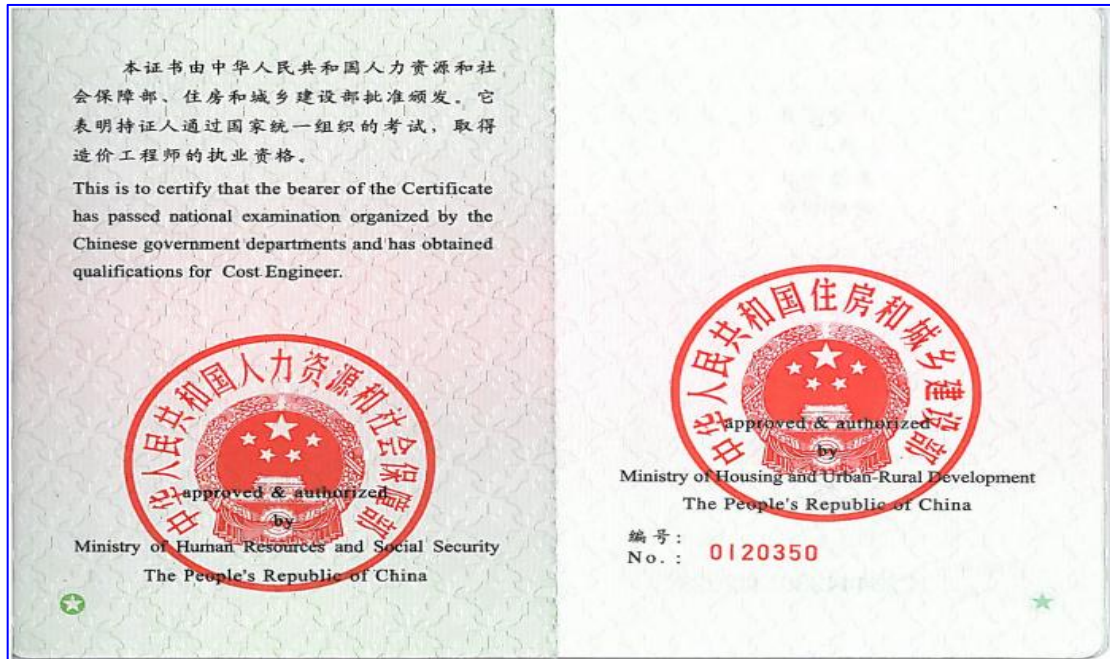 本证书由中华人民共和国人力资源和社
会保障部、住房和城乡建设部批准颁发。它
表明持证人通过国家统一组织的考试，取得
造价工程师的执业资格。
This is to certify that the bearer of the Certificate
has passed national examination organized by the
Chinese government departments and has obtained
qualifications for Cost Engineer.
中华人民共和国人力资源和社会保障部
approved & authorized
by
Ministry of Human Resources and Social Security
The People's Republic of China
中华人民共和国住房和城乡建设部
approved & authorized
by
Ministry of Housing and Urban-Rural Development
The People's Republic of China
编号：
No.: 0120350